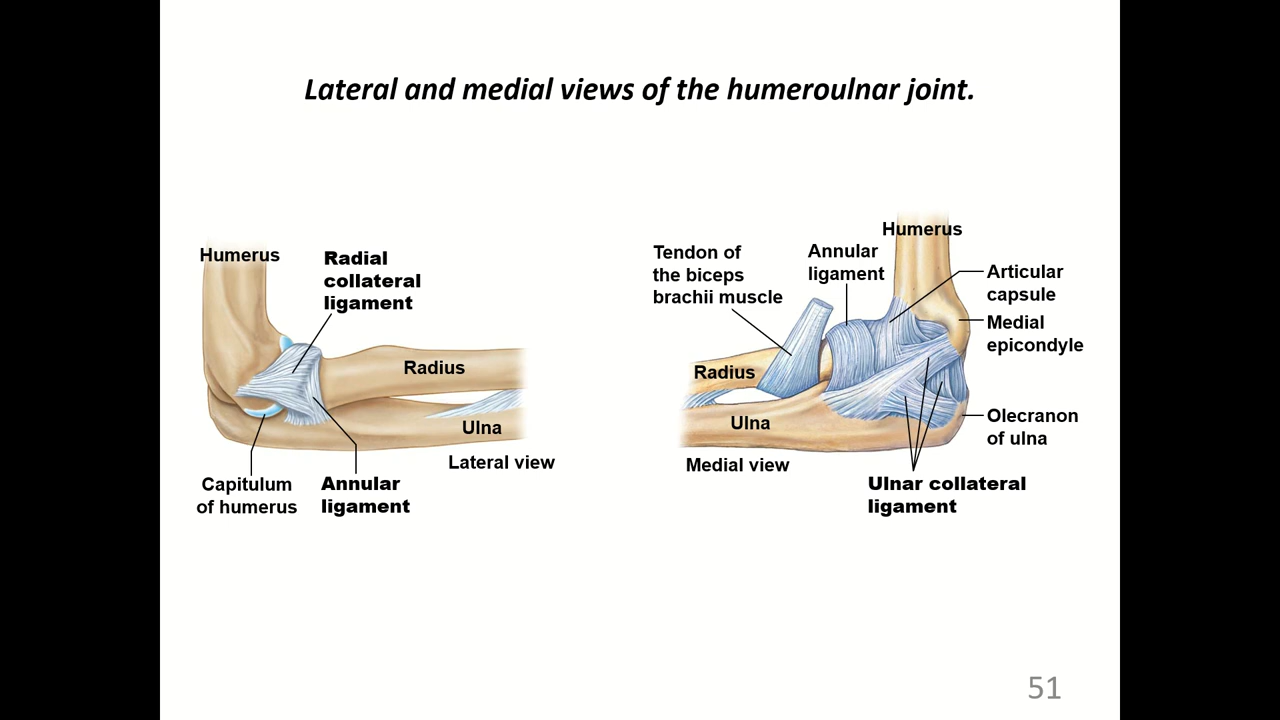 Lateral and medial views of the humeroulnar joint.
Humerus
Radial
collateral
ligament
Radius
Ulna
Lateral view
Capitulum
of humerus
Annular
ligament
Humerus
Tendon of
the biceps
brachii muscle
Annular
ligament
Articular
capsule
Medial
epicondyle
Radius
Ulna
Olecranon
of ulna
Medial view
Ulnar collateral
ligament
51